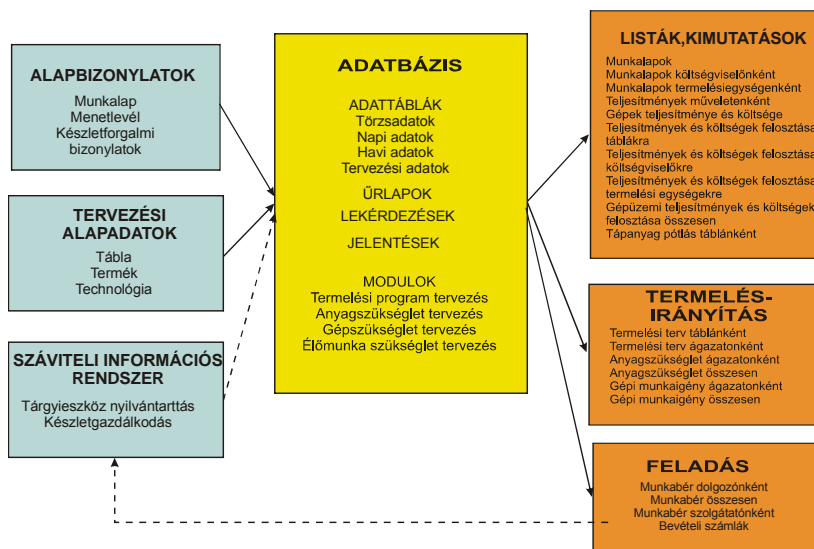 ALAPBIZONYLATOK
Munkalap
Menetlevél
Készletforgalmi
bizonylatok
TERVEZÉSI
ALAPADATOK
Tábla
Termék
Technológia
SZÁVITELI INFORMÁCIÓS
RENDSZER
Tárgyieszköz nyilvántarttás
Készletgazdálkodás
ADATBÁZIS
ADATTÁBLÁK
Törzsadatok
Napi adatok
Havi adatok
Tervezési adatok
ŰRLAPOK
LEKÉRDEZÉSEK
JELENTÉSEK
MODULOK
Termelési program tervezés
Anyagszükséglet tervezés
Gépszükséglet tervezés
Élőmunka szükséglet tervezés
LISTÁK,KIMUTATÁSOK
Munkalapok
Munkalapok költségviselőnként
Munkalapok termelésiegységenként
Teljesítmények műveletenként
Gépek teljesítménye és költsége
Teljesítmények és költségek felosztása
táblákra
Teljesítmények és költségek felosztása
költségviselőkre
Teljesítmények és költségek felosztása
termelési egységekre
Gépüzemi teljesítmények és költségek
felosztása összesen
Tápanyag pótlás táblánként
TERMELÉS-
IRÁNYÍTÁS
Termelési terv táblánként
Termelési terv ágazatonként
Anyagszükséglet ágazatonként
Anyagszükséglet összesen
Gépi munkaigény ágazatonként
Gépi munkaigény összesen
FELADÁS
Munkabér dolgozónként
Munkabér összesen
Munkabér szolgátatónként
Bevételi számlák